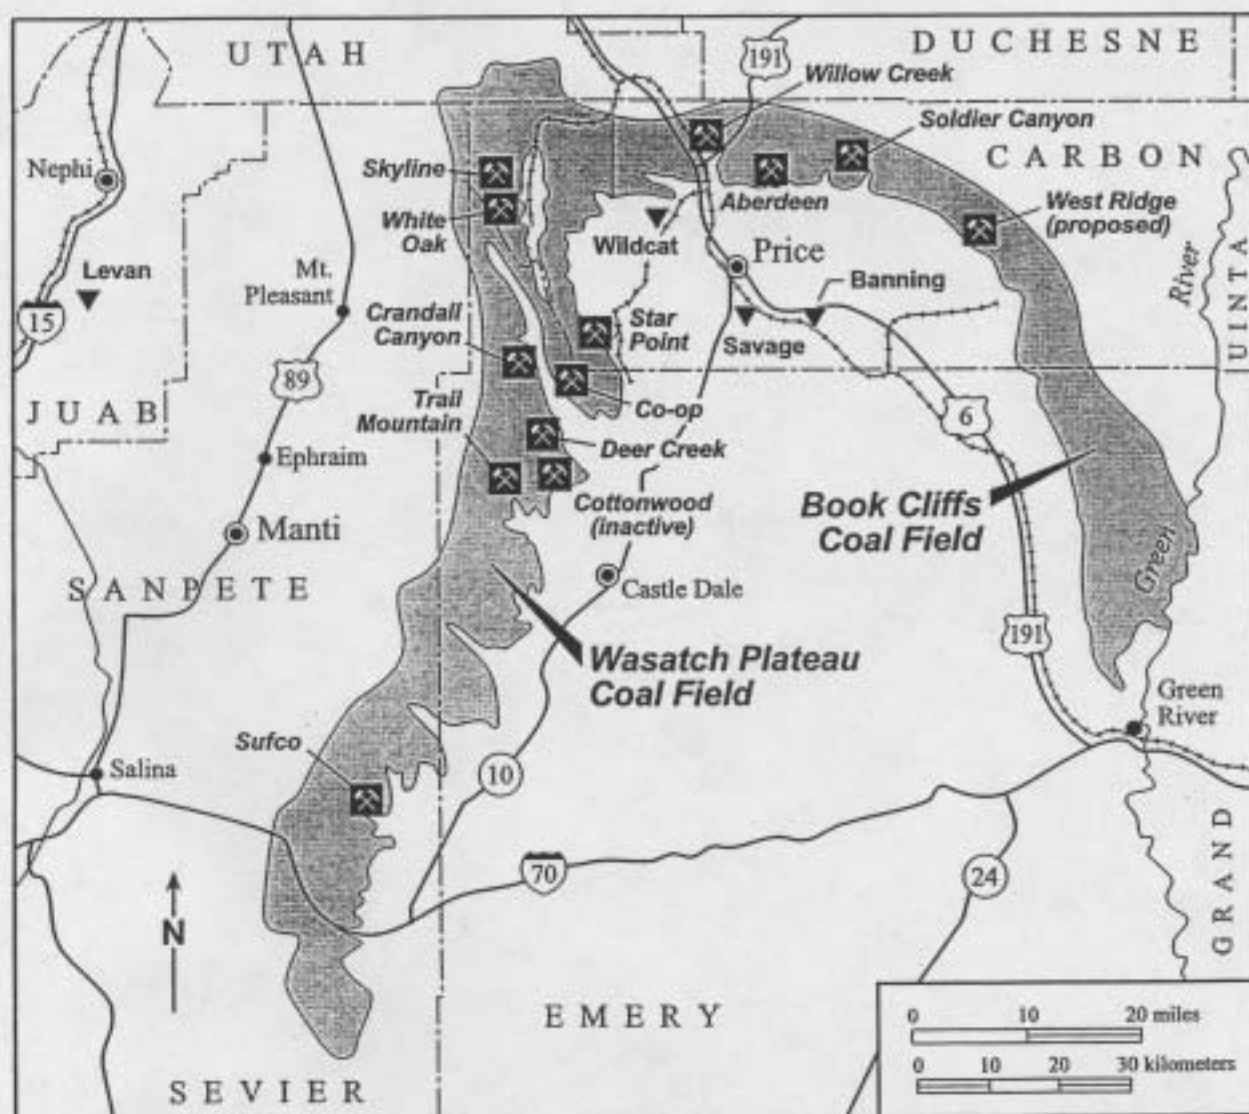 UTAH
DUCHESNE
191
Willow Creek
Soldier Canyon
CARBON
Nephi
Skyline
White
Oak
Aberdeen
West Ridge
(proposed)
Wildcat
Price
River
UINTA
Levan
Mt.
Pleasant
Banning
15
Crandall
Canyon
Star
Point
Savage
89
JUAB
Trail
Mountain
Co-op
6
Ephraim
Deer Creek
Manti
Cottonwood
(inactive)
Book Cliffs
Coal Field
Green
SANPETE
Castle Dale
191
Wasatch Plateau
Coal Field
Green
River
Sufco
Salina
10
70
24
GRAND
N
EMERY
SEVIER
0 10 20 miles
0 10 20 30 kilometers